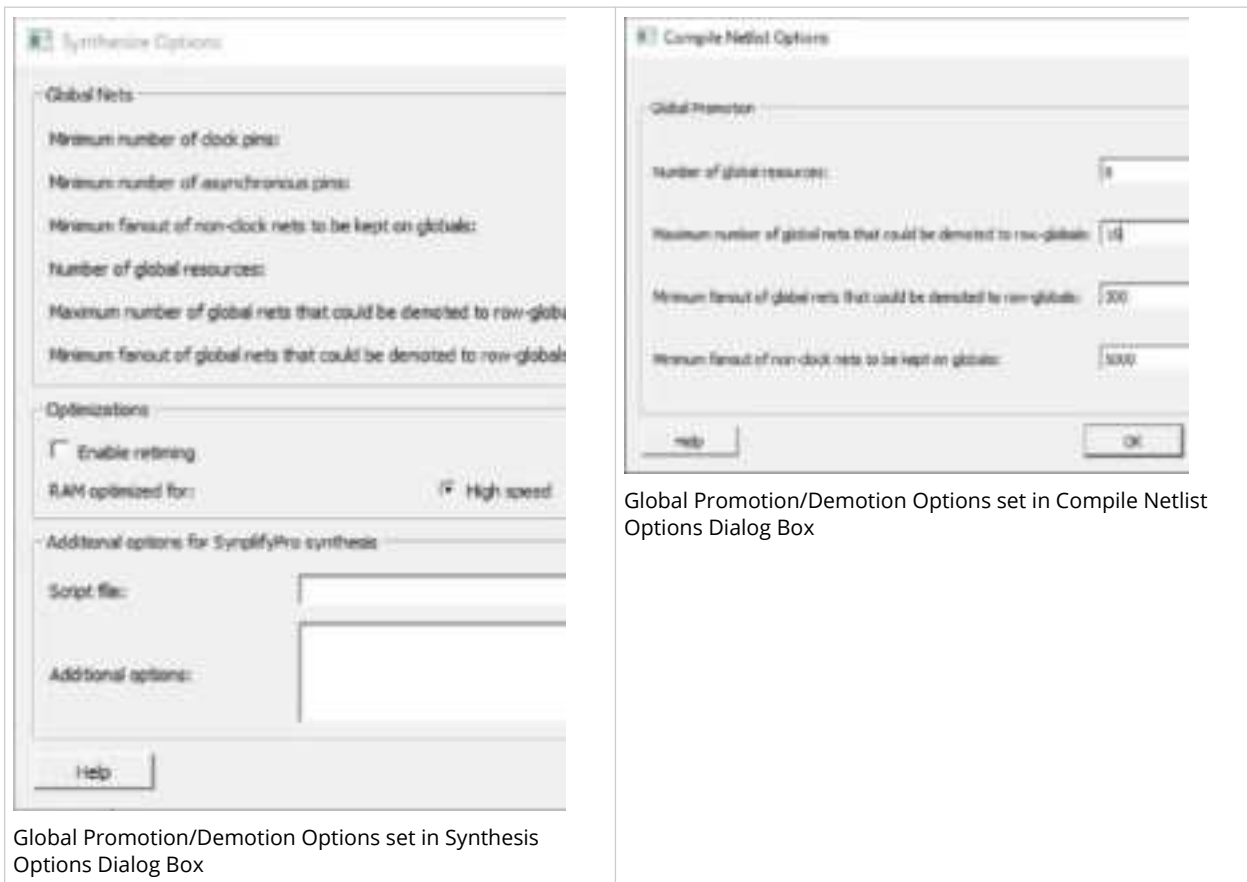 Synthesize Options
Global Nets
Minimum number of clock pins:
Minimum number of asynchronous pins:
Minimum fanout of non-clock nets to be kept on globals:
Number of global resources:
Maximum number of global nets that could be demoted to row-globa
Minimum fanout of global nets that could be demoted to row-globals
Optimizations
Enable retiming
RAM optimized for:
High speed
Additional options for SynplifyPro synthesis
Script file:
Additional options:
Help
Global Promotion/Demotion Options set in Synthesis
Options Dialog Box
Compile Netlist Options
Global Promotion
Number of global resources:
Maximum number of global nets that could be demoted to row-globals:
Minimum fanout of global nets that could be demoted to row-globals:
300
Minimum fanout of non-clock nets to be kept on globals:
5000
Help
OK
Global Promotion/Demotion Options set in Compile Netlist
Options Dialog Box